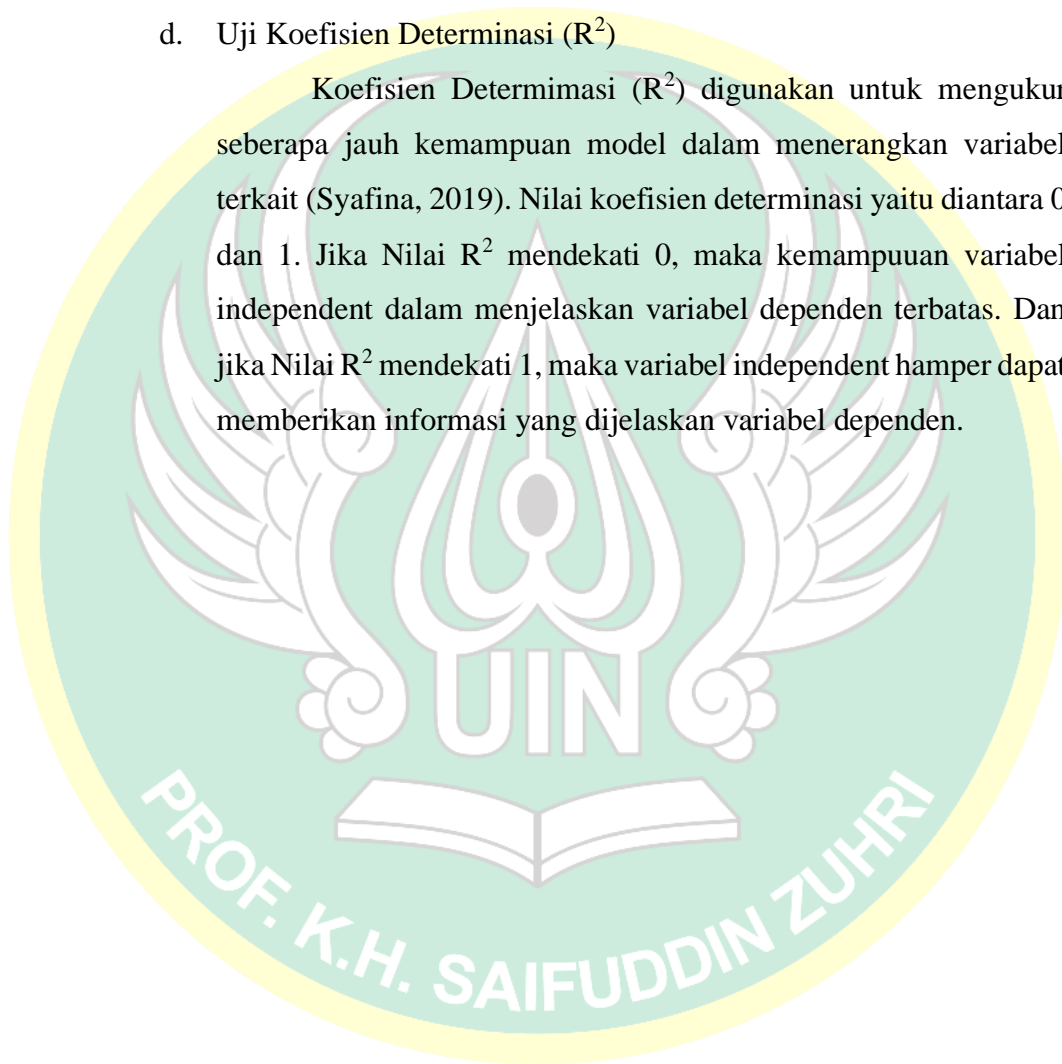 d. Uji Koefisien Determinasi (R²)
Koefisien Determimasi (R²) digunakan untuk mengukur
seberapa jauh kemampuan model dalam menerangkan variabel
terkait (Syafina, 2019). Nilai koefisien determinasi yaitu diantara 0
dan 1. Jika Nilai R² mendekati 0, maka kemampuuan variabel
independent dalam menjelaskan variabel dependen terbatas. Dan
jika Nilai R² mendekati 1, maka variabel independent hamper dapat
memberikan informasi yang dijelaskan variabel dependen.
UIN
PROF. K.H. SAIFUDDIN ZUHRI